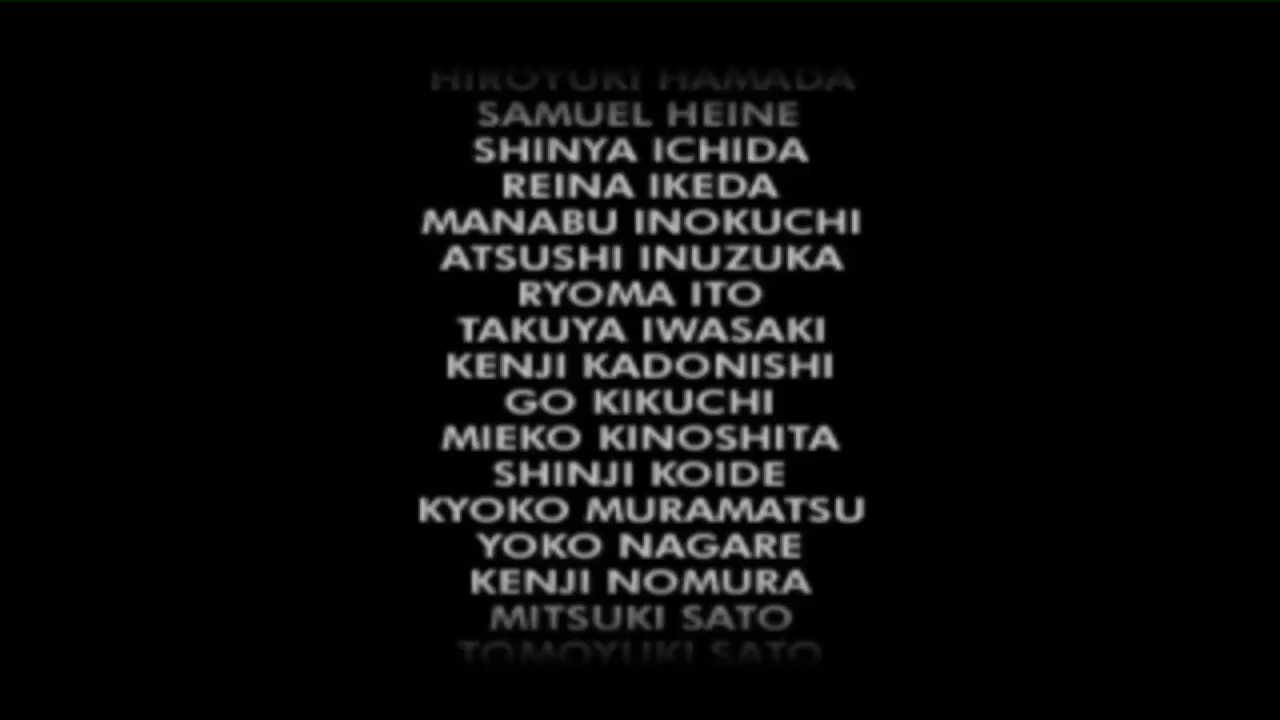 HIROYUKI HAMADA
SAMUEL HEINE
SHINYA ICHIDA
REINA IKEDA
MANABU INOKUCHI
ATSUSHI INUZUKA
RYOMA ITO
TAKUYA IWASAKI
KENJI KADONISHI
GO KIKUCHI
MIEKO KINOSHITA
SHINJI KOIDE
KYOKO MURAMATSU
YOKO NAGARE
KENJI NOMURA
MITSUKI SATO
TOMOYUKI SATO